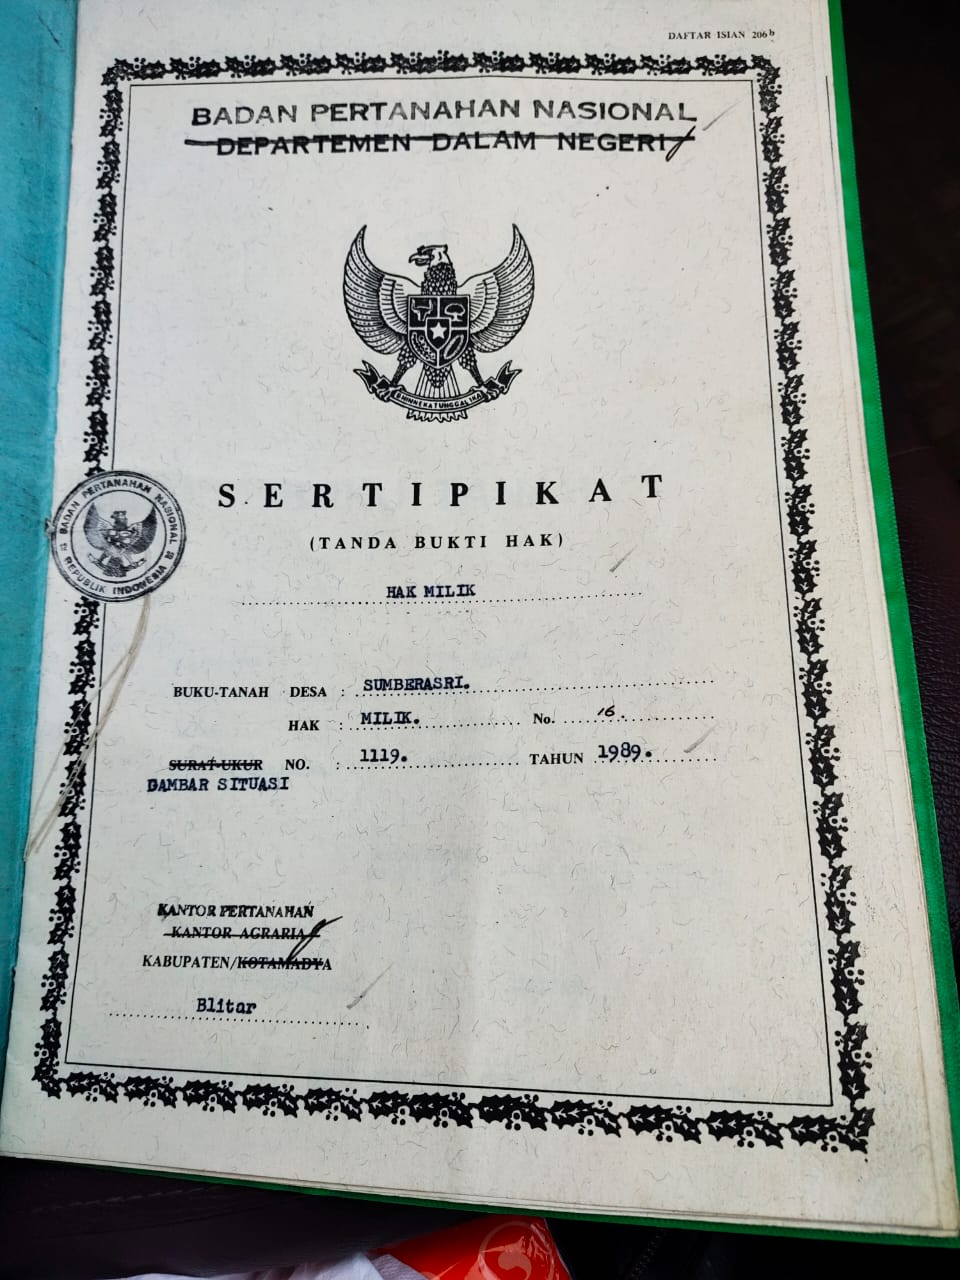 DAFTAR ISIAN 206 b
BADAN PERTANAHAN NASIONAL
DEPARTEMEN DALAM NEGERI
BHINNEKA TUNGGAL IKA
SERTIPIKAT
(TANDA BUKTI HAK)
BADAN PERTANAHAN NASIONAL
REPUBLIK INDONESIA
HAK MILIK
BUKU-TANAH DESA : SUMBERASRI.
HAK : MILIK. No. 16.
SURAT-UKUR NO. : 1119. TAHUN 1989.
GAMBAR SITUASI
KANTOR PERTANAHAN
KANTOR AGRARIA
KABUPATEN/KOTAMADYA
Blitar